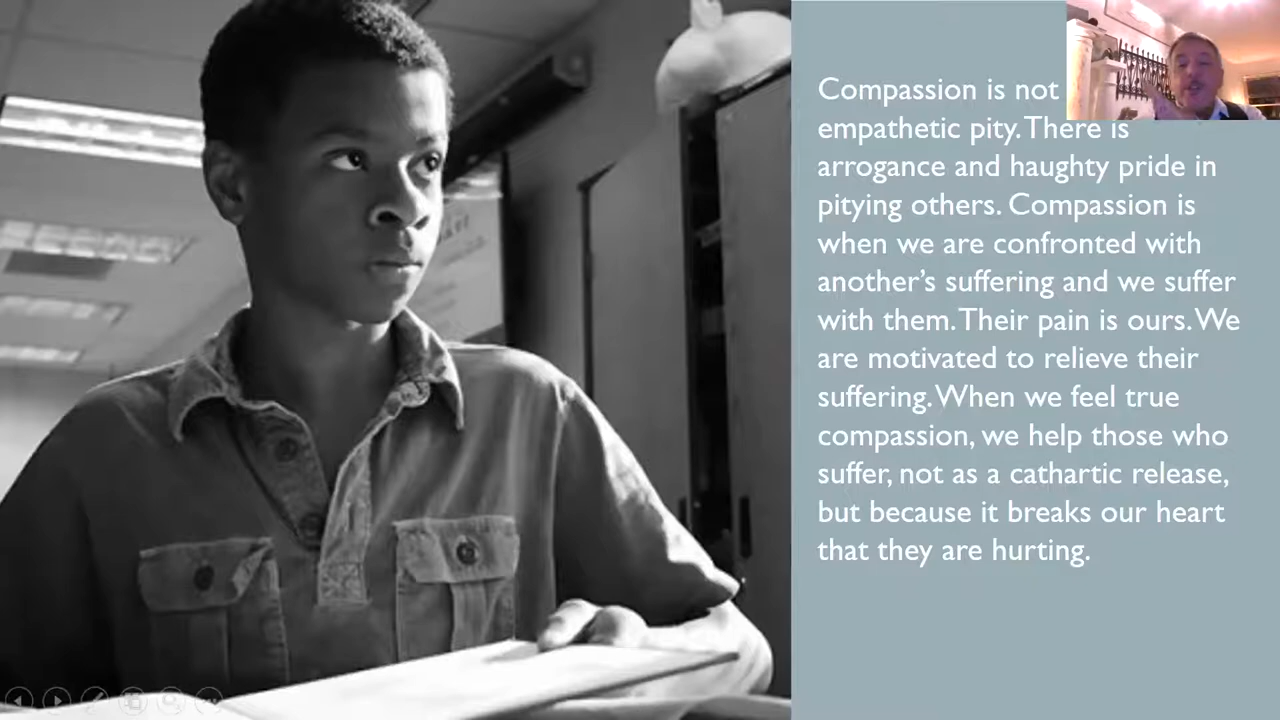 Compassion is not
empathetic pity. There is
arrogance and haughty pride in
pitying others. Compassion is
when we are confronted with
another's suffering and we suffer
with them. Their pain is ours. We
are motivated to relieve their
suffering. When we feel true
compassion, we help those who
suffer, not as a cathartic release,
but because it breaks our heart
that they are hurting.